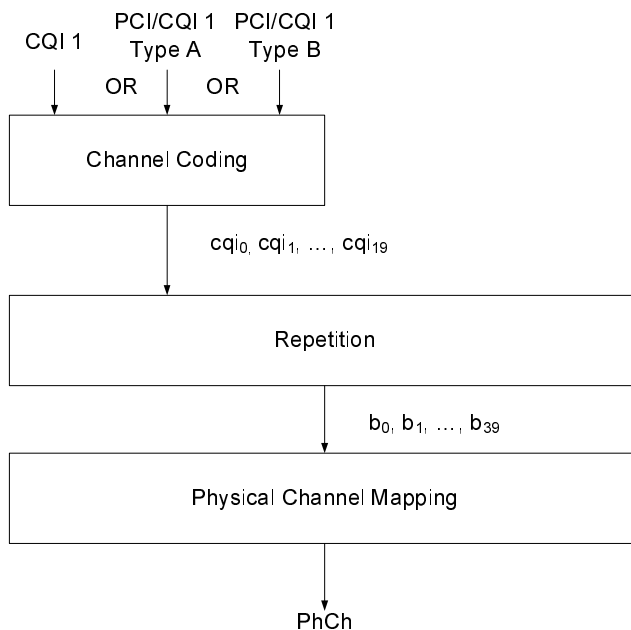 CQI 1
PCI/CQI 1
Type A
PCI/CQI 1
Type B
OR
OR
Channel Coding
cqi0, cqi1, …, cqi19
Repetition
b0, b1, …, b39
Physical Channel Mapping
PhCh